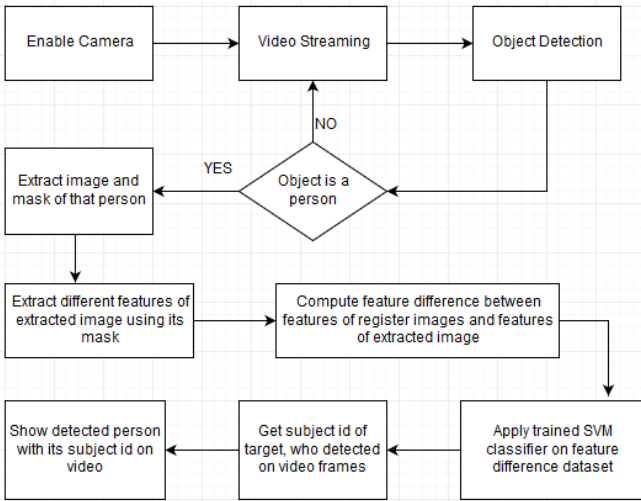 Enable Camera
Video Streaming
Object Detection
NO
YES
Object is a
person
Extract image and
mask of that person
Extract different features of
extracted image using its
mask
Compute feature difference between
features of register images and features
of extracted image
Apply trained SVM
classifier on feature
difference dataset
Get subject id of
target, who detected
on video frames
Show detected person
with its subject id on
video